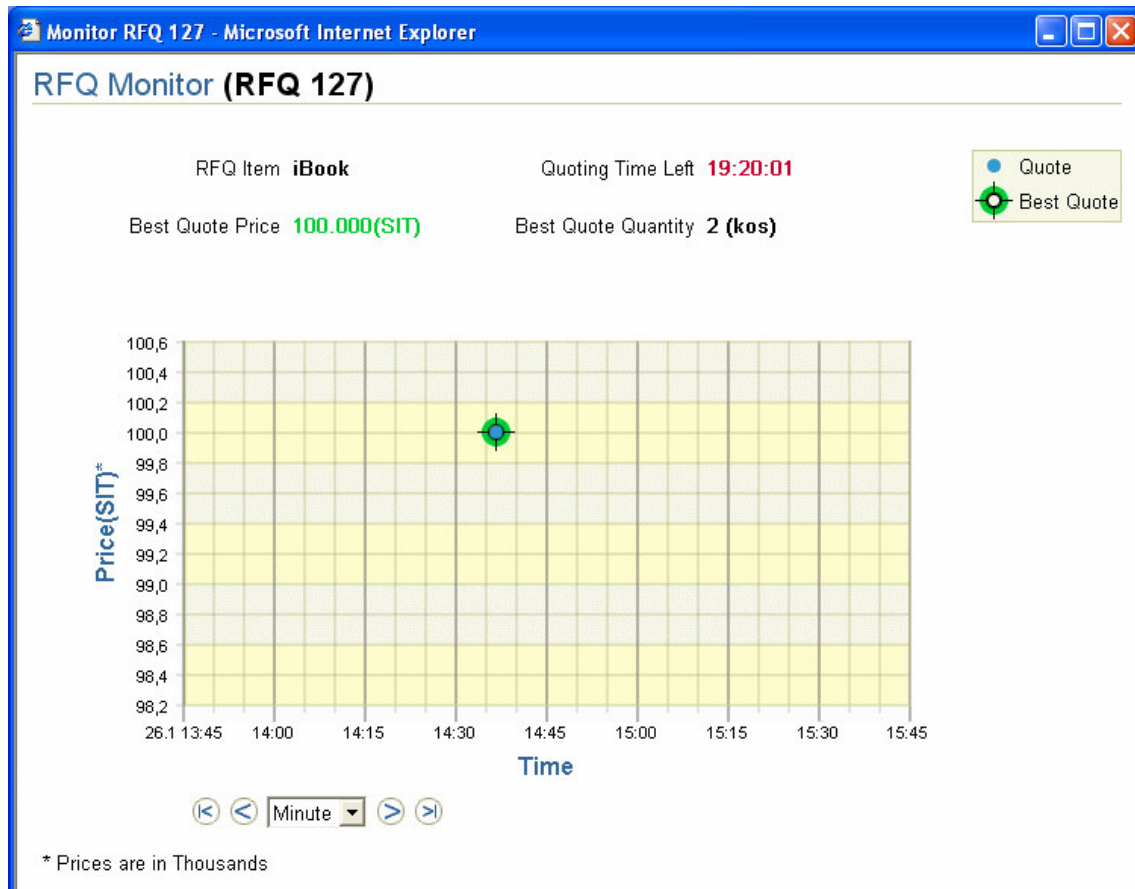 Monitor RFQ 127 - Microsoft Internet Explorer
RFQ Monitor (RFQ 127)
RFQ Item iBook
Quoting Time Left 19:20:01
Quote
Best Quote
Best Quote Price 100.000(SIT)
Best Quote Quantity 2 (kos)
Price(SIT)*
100,6
100,4
100,2
100,0
99,8
99,6
99,4
99,2
99,0
98,8
98,6
98,4
98,2
26.1 13:45 14:00 14:15 14:30 14:45 15:00 15:15 15:30 15:45
Time
Minute
* Prices are in Thousands